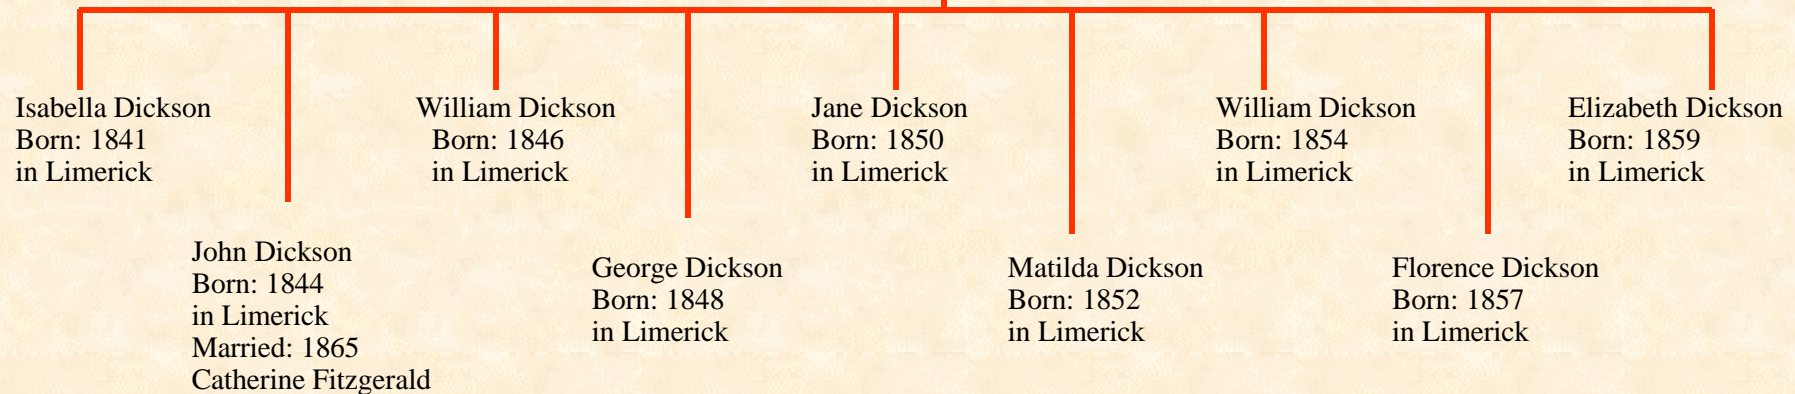 Isabella Dickson
Born: 1841
in Limerick
John Dickson
Born: 1844
in Limerick
Married: 1865
Catherine Fitzgerald
William Dickson
Born: 1846
in Limerick
George Dickson
Born: 1848
in Limerick
Jane Dickson
Born: 1850
in Limerick
Matilda Dickson
Born: 1852
in Limerick
William Dickson
Born: 1854
in Limerick
Florence Dickson
Born: 1857
in Limerick
Elizabeth Dickson
Born: 1859
in Limerick